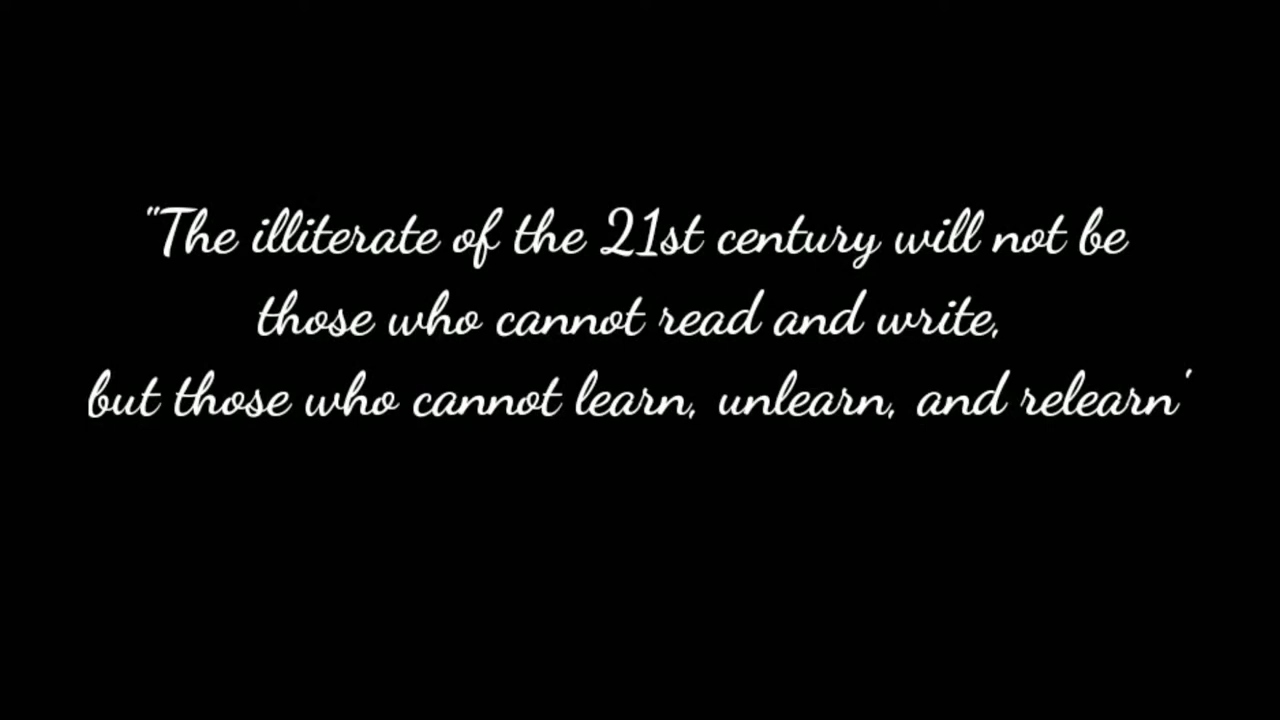 "The illiterate of the 21st century will not be
those who cannot read and write,
but those who cannot learn, unlearn, and relearn'